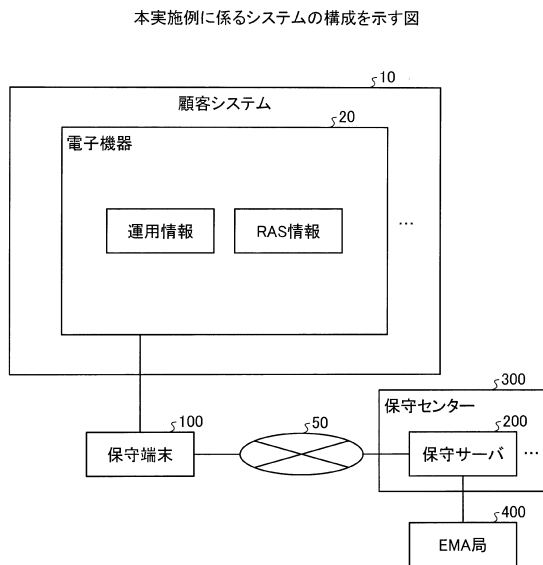 本実施例に係るシステムの構成を示す図
10
顧客システム
20
電子機器
運用情報
RAS情報
…
300
保守センター
100
保守端末
50
200
保守サーバ
…
400
EMA局